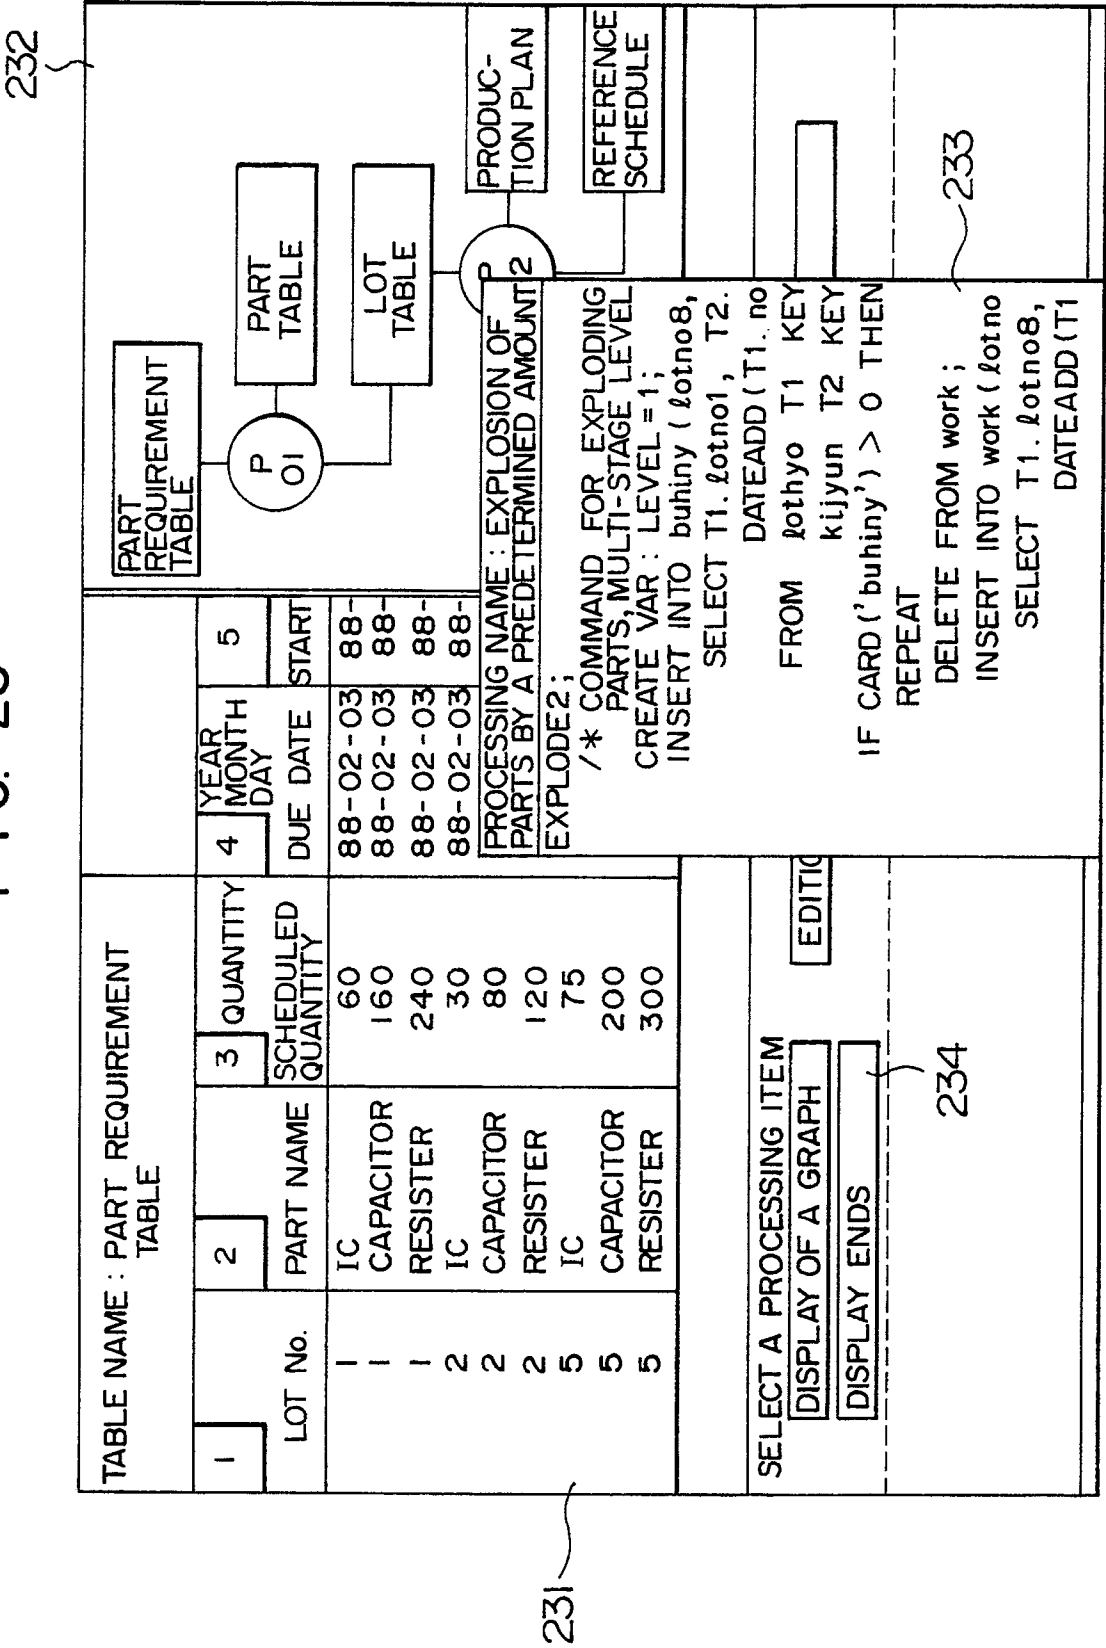 232
TABLE NAME : PART REQUIREMENT
TABLE
1
2
3 QUANTITY
4 YEAR
MONTH
DAY
5
LOT No. PART NAME SCHEDULED
QUANTITY DUE DATE START
1 IC 60 88-02-03 88-
1 CAPACITOR 160 88-02-03 88-
1 RESISTER 240 88-02-03 88-
2 IC 30 88-02-03 88-
2 CAPACITOR 80
2 RESISTER 120
5 IC 75
5 CAPACITOR 200
5 RESISTER 300
231
PART
REQUIREMENT
TABLE
P
01
PART
TABLE
LOT
TABLE
PRODUC-
TION PLAN
REFERENCE
SCHEDULE
PROCESSING NAME : EXPLOSION OF
PARTS BY A PREDETERMINED AMOUNT 2
EXPLODE2;
/* COMMAND FOR EXPLODING
PARTS, MULTI-STAGE LEVEL
CREATE VAR : LEVEL = 1;
INSERT INTO buhiny (lotno8,
SELECT T1. lotno1, T2.
DATEADD (T1. no
FROM lothyo T1 KEY
kijyun T2 KEY
IF CARD ('buhiny') > 0 THEN
REPEAT
DELETE FROM work ;
INSERT INTO work (lotno
SELECT T1. lotno8,
DATEADD (T1
233
SELECT A PROCESSING ITEM
DISPLAY OF A GRAPH EDITIO
DISPLAY ENDS
234